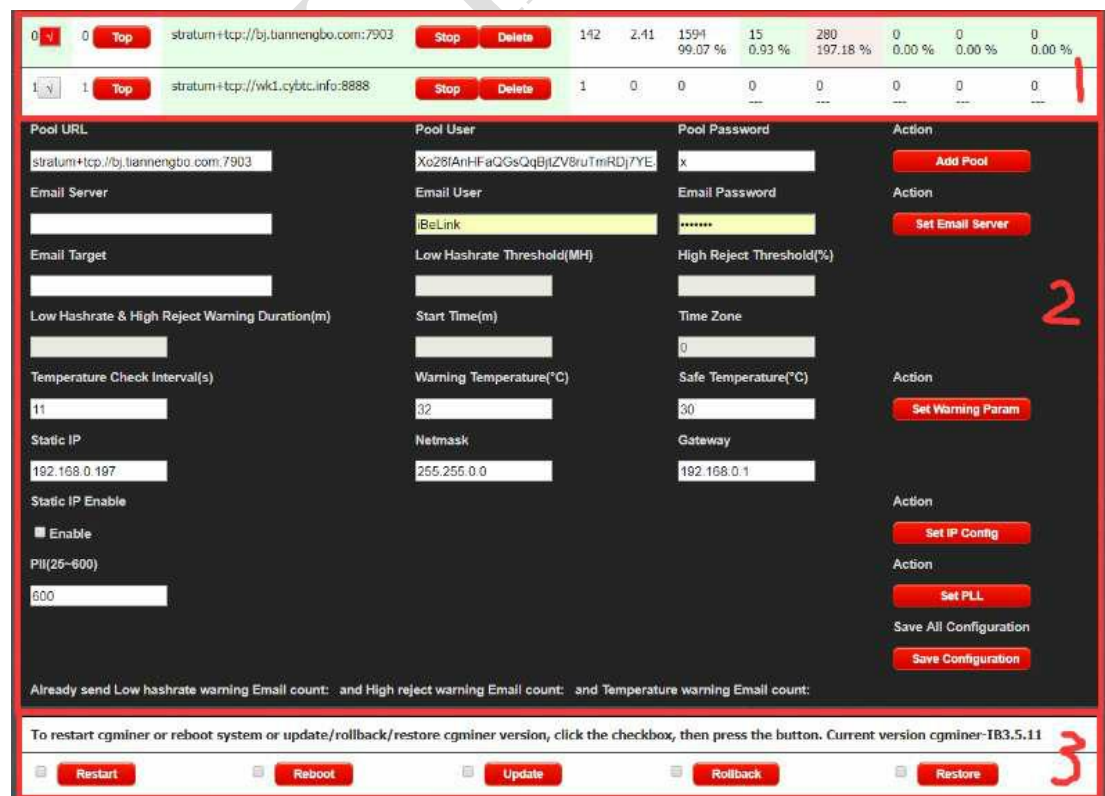 0 √ 0 Top stratum+tcp://bj.tiannengbo.com:7903 Stop Delete 142 2.41 1594 15 280 0 0 0
99.07 % 0.93 % 197.18 % 0.00 % 0.00 % 0.00 %
1 √ 1 Top stratum+tcp://wk1.cybtc.info:8888 Stop Delete 1 0 0 0 0 0 0 0
--- --- --- --- ---
1
Pool URL Pool User Pool Password Action
stratum+tcp://bj.tiannengbo.com:7903 Xo26fAnHFaQGsQqBjtZV8ruTmRDj7YE. x Add Pool
Email Server Email User Email Password Action
iBeLink ••••••• Set Email Server
Email Target Low Hashrate Threshold(MH) High Reject Threshold(%)
2
Low Hashrate & High Reject Warning Duration(m) Start Time(m) Time Zone
0
Temperature Check Interval(s) Warning Temperature(°C) Safe Temperature(°C) Action
11 32 30 Set Warning Param
Static IP Netmask Gateway
192.168.0.197 255.255.0.0 192.168.0.1
Static IP Enable Action
Enable Set IP Config
Pll(25~600) Action
600 Set PLL
Save All Configuration
Save Configuration
Already send Low hashrate warning Email count: and High reject warning Email count: and Temperature warning Email count:
To restart cgminer or reboot system or update/rollback/restore cgminer version, click the checkbox, then press the button. Current version cgminer-IB3.5.11
3
Restart Reboot Update Rollback Restore